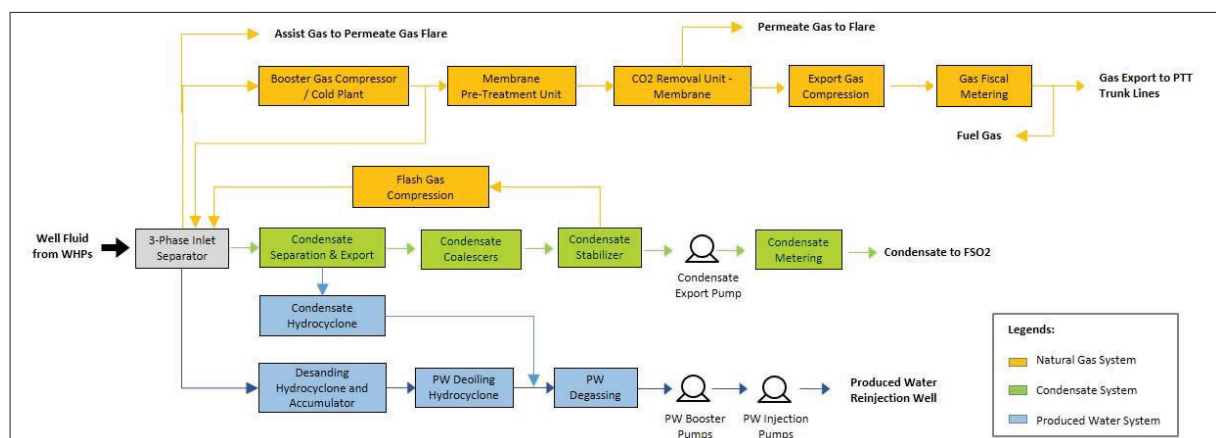 Assist Gas to Permeate Gas Flare
Permeate Gas to Flare
Booster Gas Compressor
/ Cold Plant
Membrane
Pre-Treatment Unit
CO2 Removal Unit -
Membrane
Export Gas
Compression
Gas Fiscal
Metering
Gas Export to PTT
Trunk Lines
Fuel Gas
Flash Gas
Compression
Well Fluid
from WHPs
3-Phase Inlet
Separator
Condensate
Separation & Export
Condensate
Coalescers
Condensate
Stabilizer
Condensate
Export Pump
Condensate
Metering
Condensate to FSO2
Condensate
Hydrocyclone
Desanding
Hydrocyclone and
Accumulator
PW Deoiling
Hydrocyclone
PW
Degassing
PW Booster
Pumps
PW Injection
Pumps
Produced Water
Reinjection Well
Legends:
Natural Gas System
Condensate System
Produced Water System